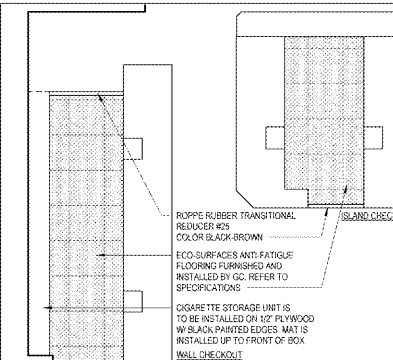 ROPPE RUBBER TRANSITIONAL
REDUCER #25
COLOR BLACK-BROWN
ISLAND CHEC
ECO-SURFACES ANTI-FATIGUE
FLOORING FURNISHED AND
INSTALLED BY GC. REFER TO
SPECIFICATIONS
CIGARETTE STORAGE UNIT IS
TO BE INSTALLED ON 1/2" PLYWOOD
W/ BLACK PAINTED EDGES. MAT IS
INSTALLED UP TO FRONT OF BOX
WALL CHECKOUT